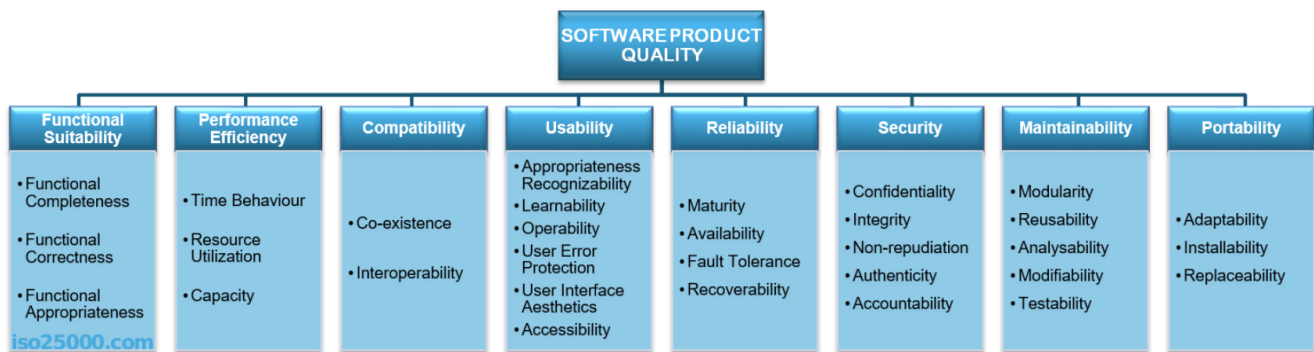 SOFTWARE PRODUCT
QUALITY
Functional
Suitability
• Functional
Completeness
• Functional
Correctness
• Functional
Appropriateness
iso25000.com
Performance
Efficiency
• Time Behaviour
• Resource
Utilization
• Capacity
Compatibility
• Co-existence
• Interoperability
Usability
• Appropriateness
Recognizability
• Learnability
• Operability
• User Error
Protection
• User Interface
Aesthetics
• Accessibility
Reliability
• Maturity
• Availability
• Fault Tolerance
• Recoverability
Security
• Confidentiality
• Integrity
• Non-repudiation
• Authenticity
• Accountability
Maintainability
• Modularity
• Reusability
• Analysability
• Modifiability
• Testability
Portability
• Adaptability
• Installability
• Replaceability